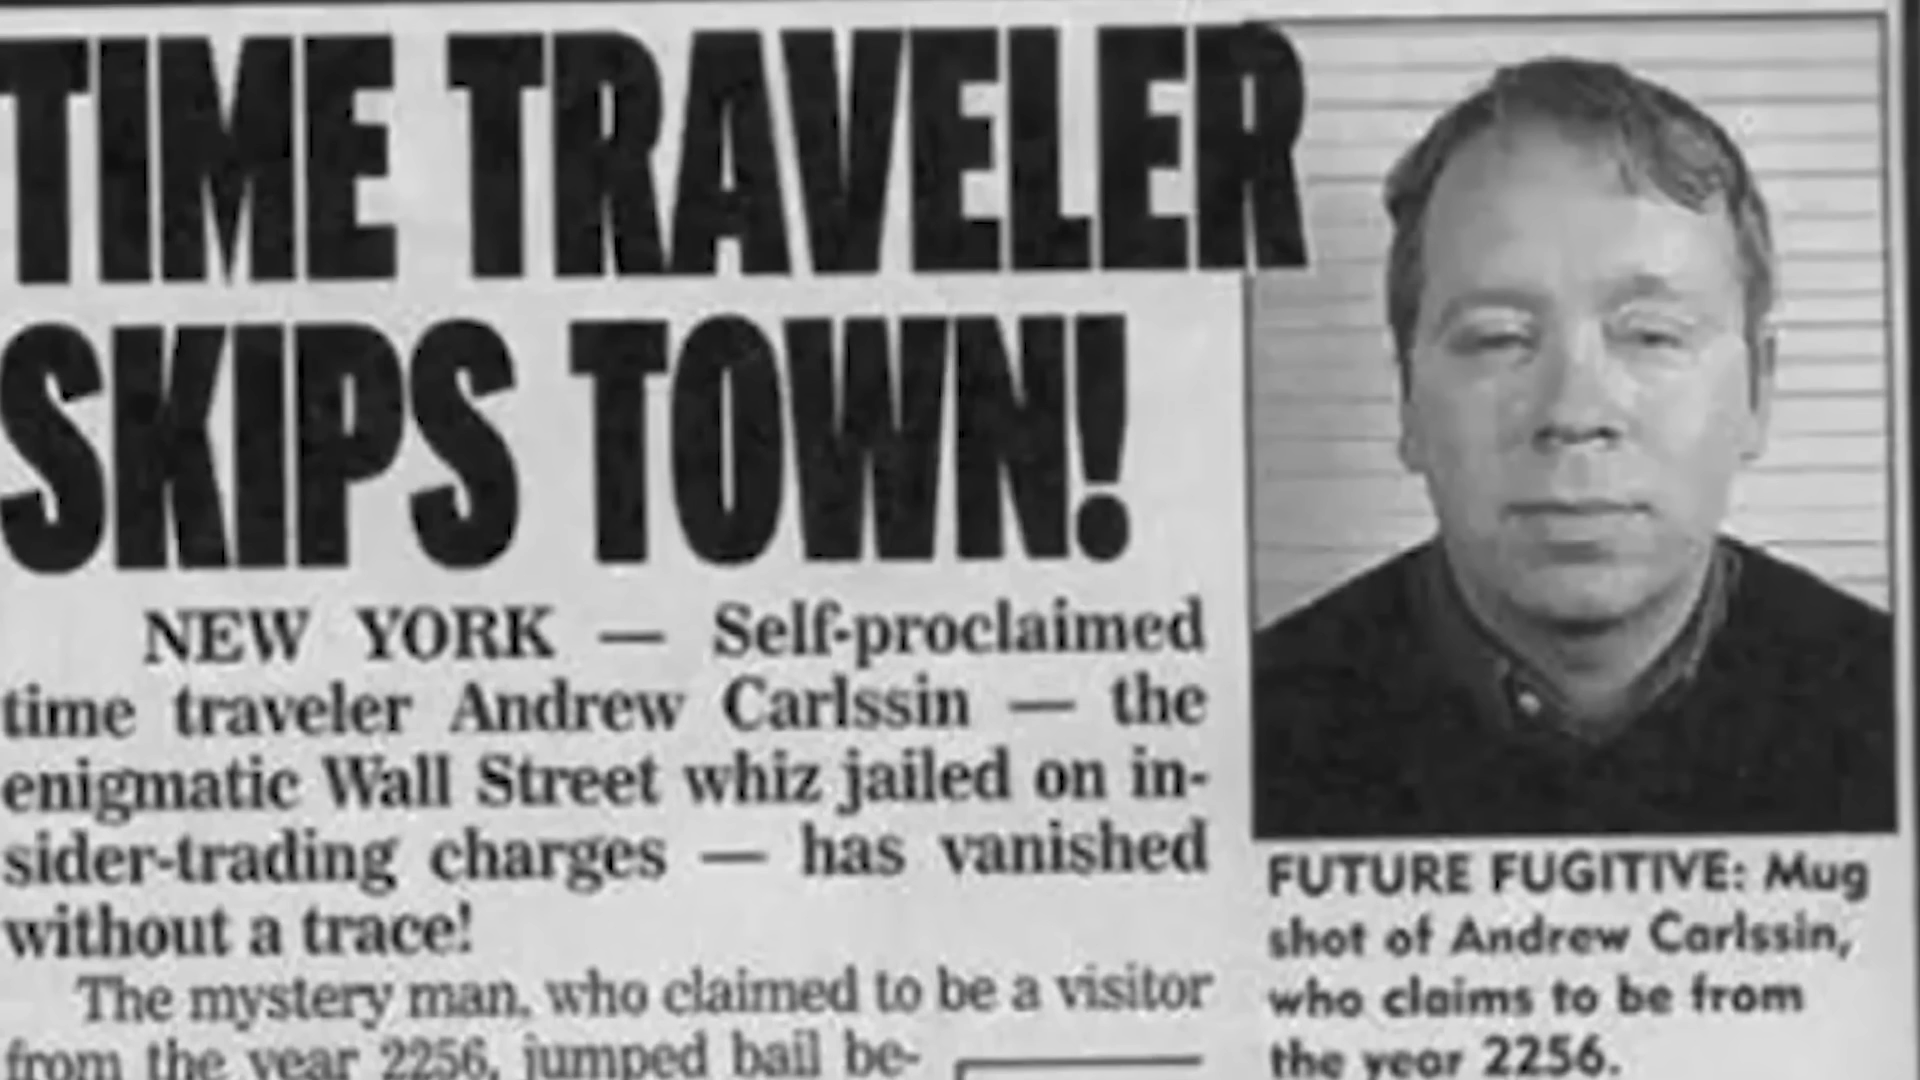 TIME TRAVELER
SKIPS TOWN!
NEW YORK — Self-proclaimed
time traveler Andrew Carlssin — the
enigmatic Wall Street whiz jailed on in-
sider-trading charges — has vanished
without a trace!
The mystery man, who claimed to be a visitor
from the year 2256, jumped bail be-
FUTURE FUGITIVE: Mug
shot of Andrew Carlssin,
who claims to be from
the year 2256.